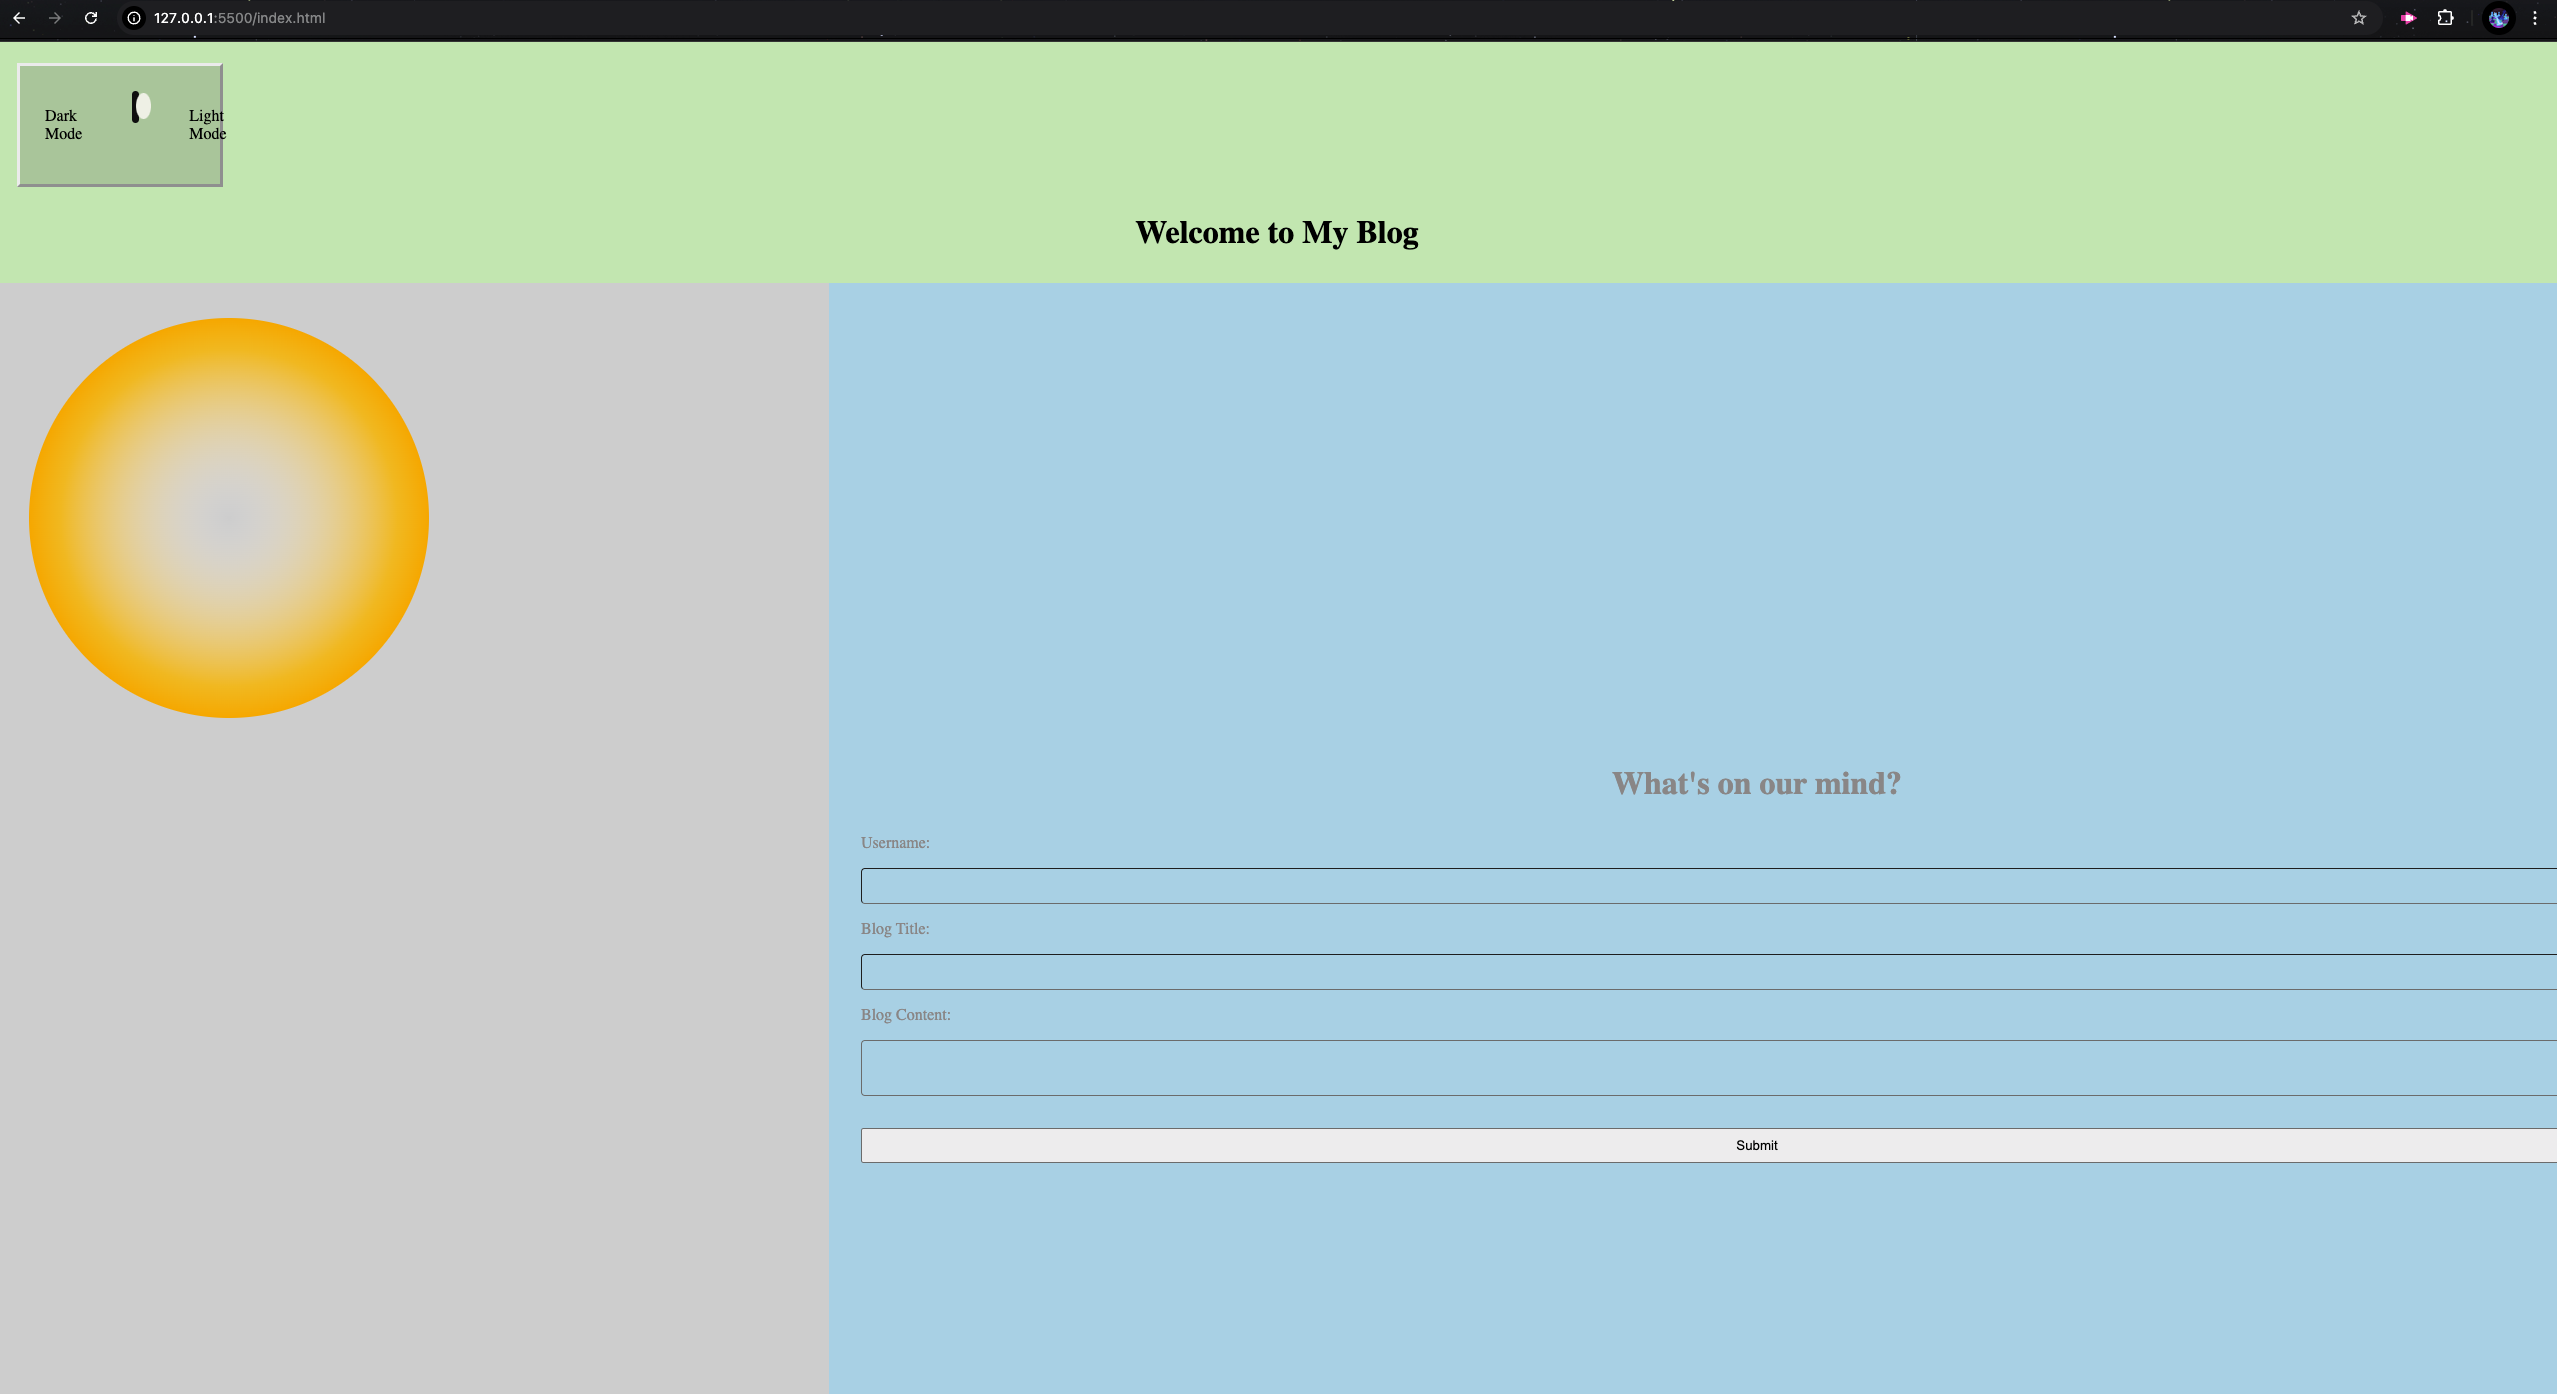 127.0.0.1:5500/index.html
Dark
Mode
Light
Mode
Welcome to My Blog
What's on our mind?
Username:
Blog Title:
Blog Content:
Submit